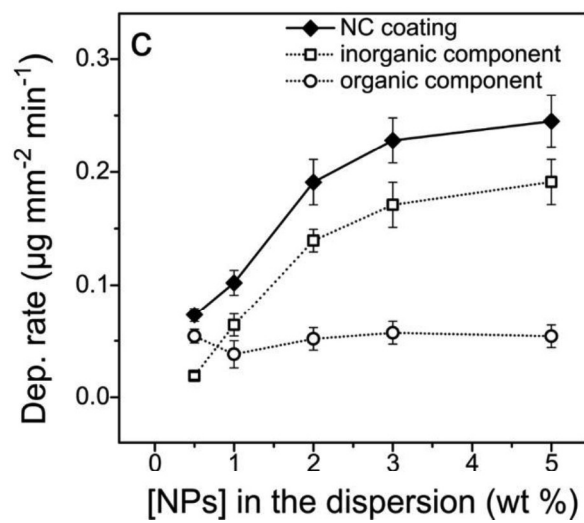 c
NC coating
inorganic component
organic component
0.3
0.2
0.1
0.0
Dep. rate (µg mm⁻² min⁻¹)
0 1 2 3 4 5
[NPs] in the dispersion (wt %)